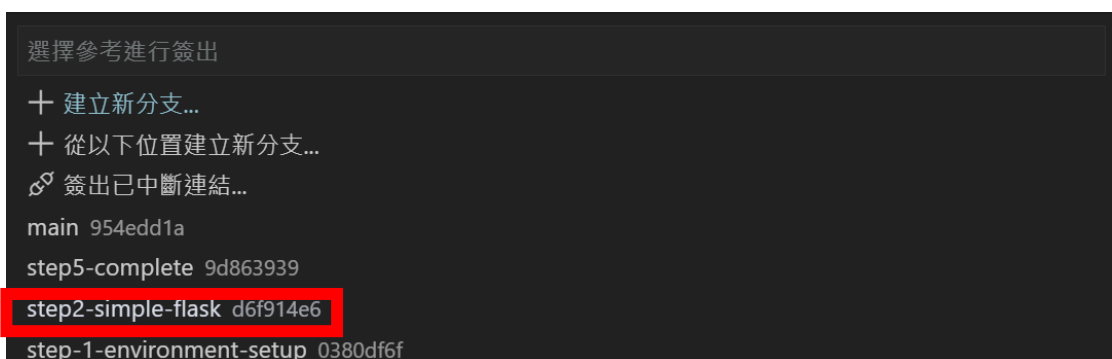 選擇參考進行簽出
建立新分支...
從以下位置建立新分支...
簽出已中斷連結...
main 954edd1a
step5-complete 9d863939
step2-simple-flask d6f914e6
step-1-environment-setup 0380df6f